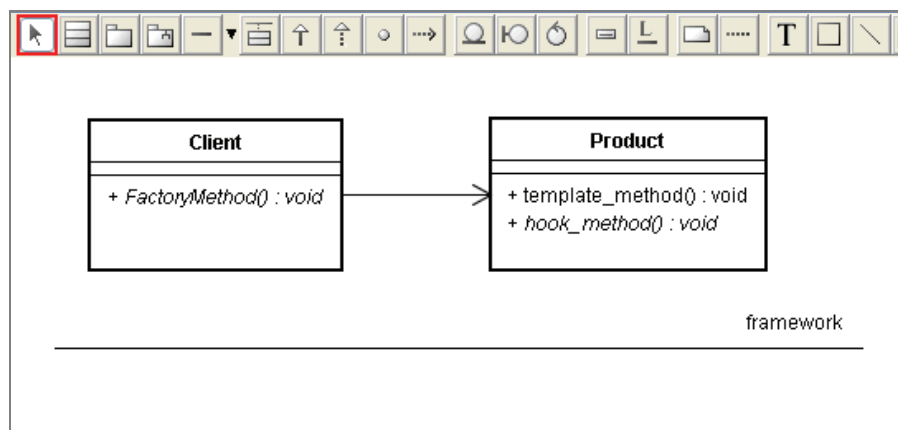 T
Client
+ FactoryMethod() : void
Product
+ template_method() : void
+ hook_method() : void
framework